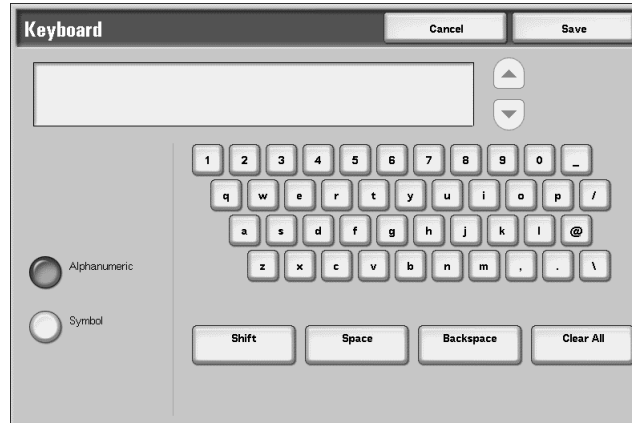 Keyboard Cancel Save
1 2 3 4 5 6 7 8 9 0 _
q w e r t y u i o p /
a s d f g h j k l @
z x c v b n m , . \
Alphanumeric
Symbol
Shift Space Backspace Clear All